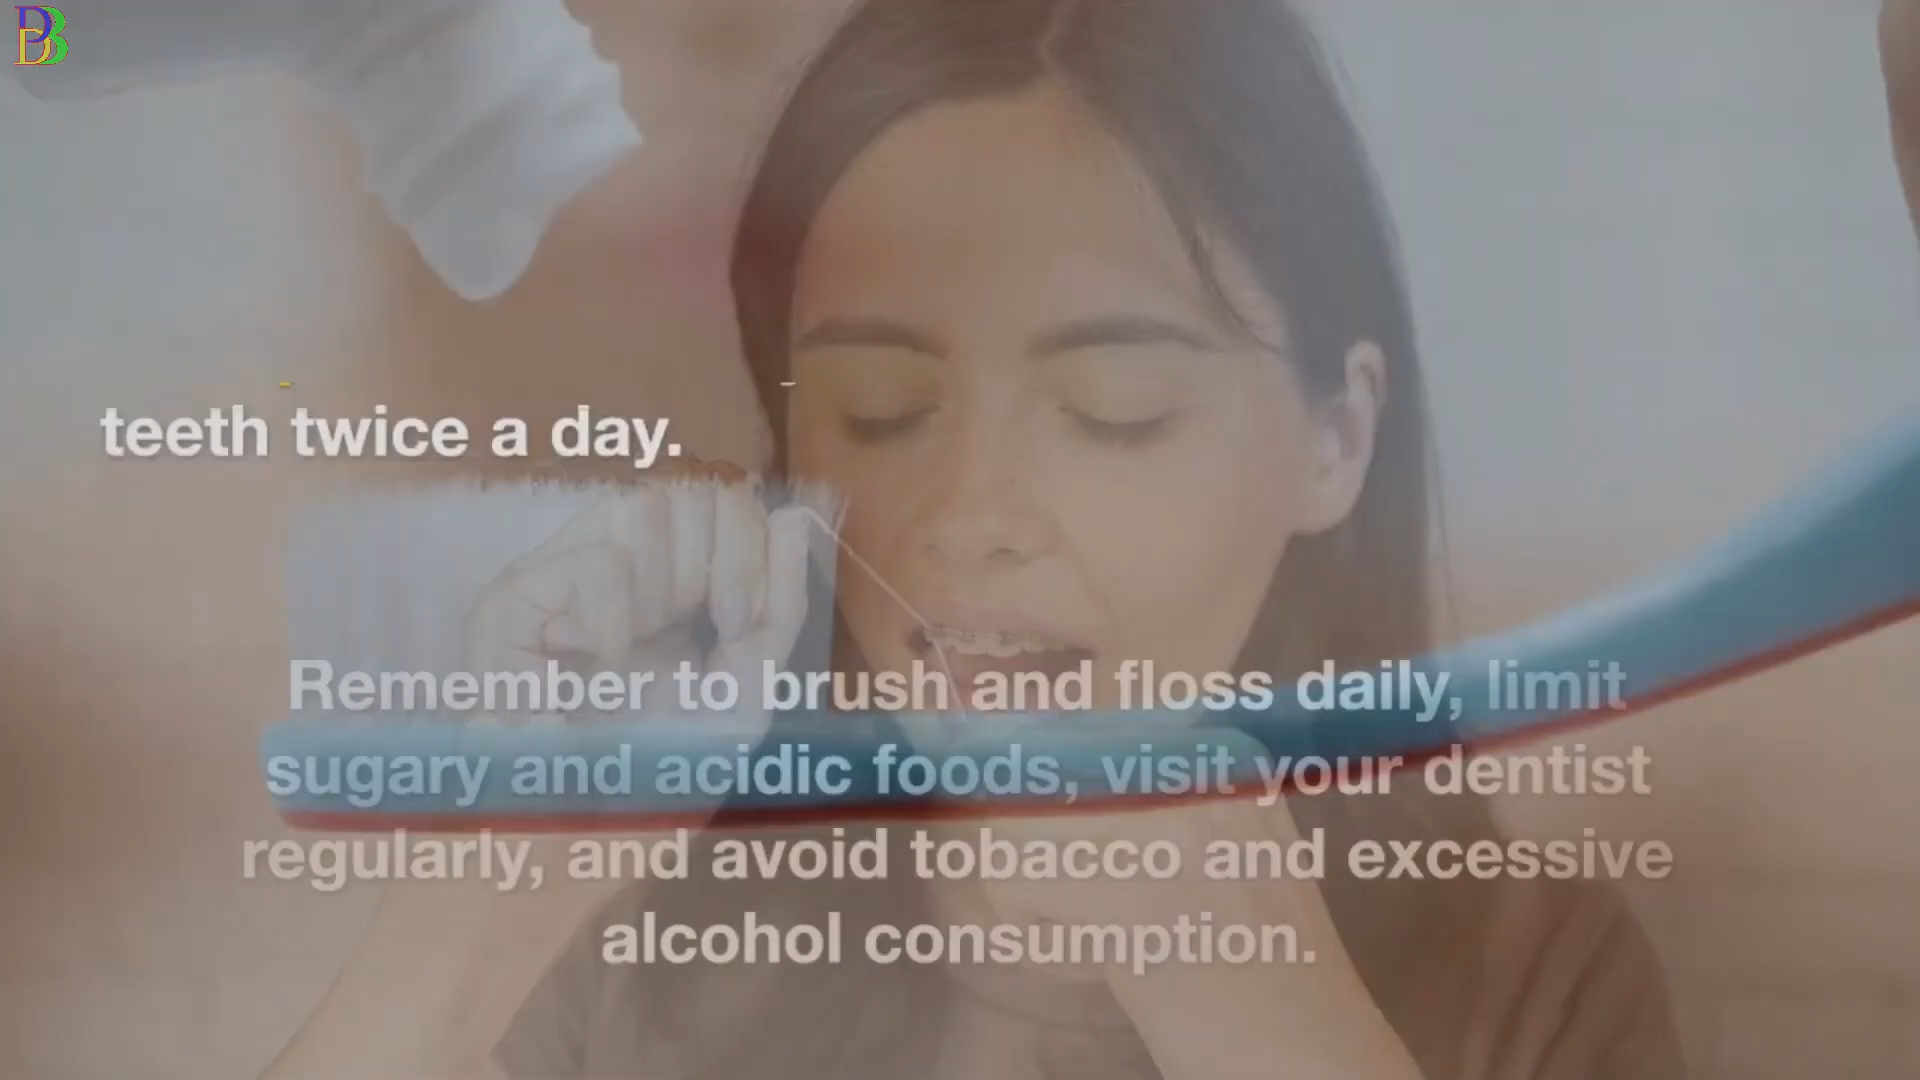 teeth twice a day.
Remember to brush and floss daily, limit
sugary and acidic foods, visit your dentist
regularly, and avoid tobacco and excessive
alcohol consumption.